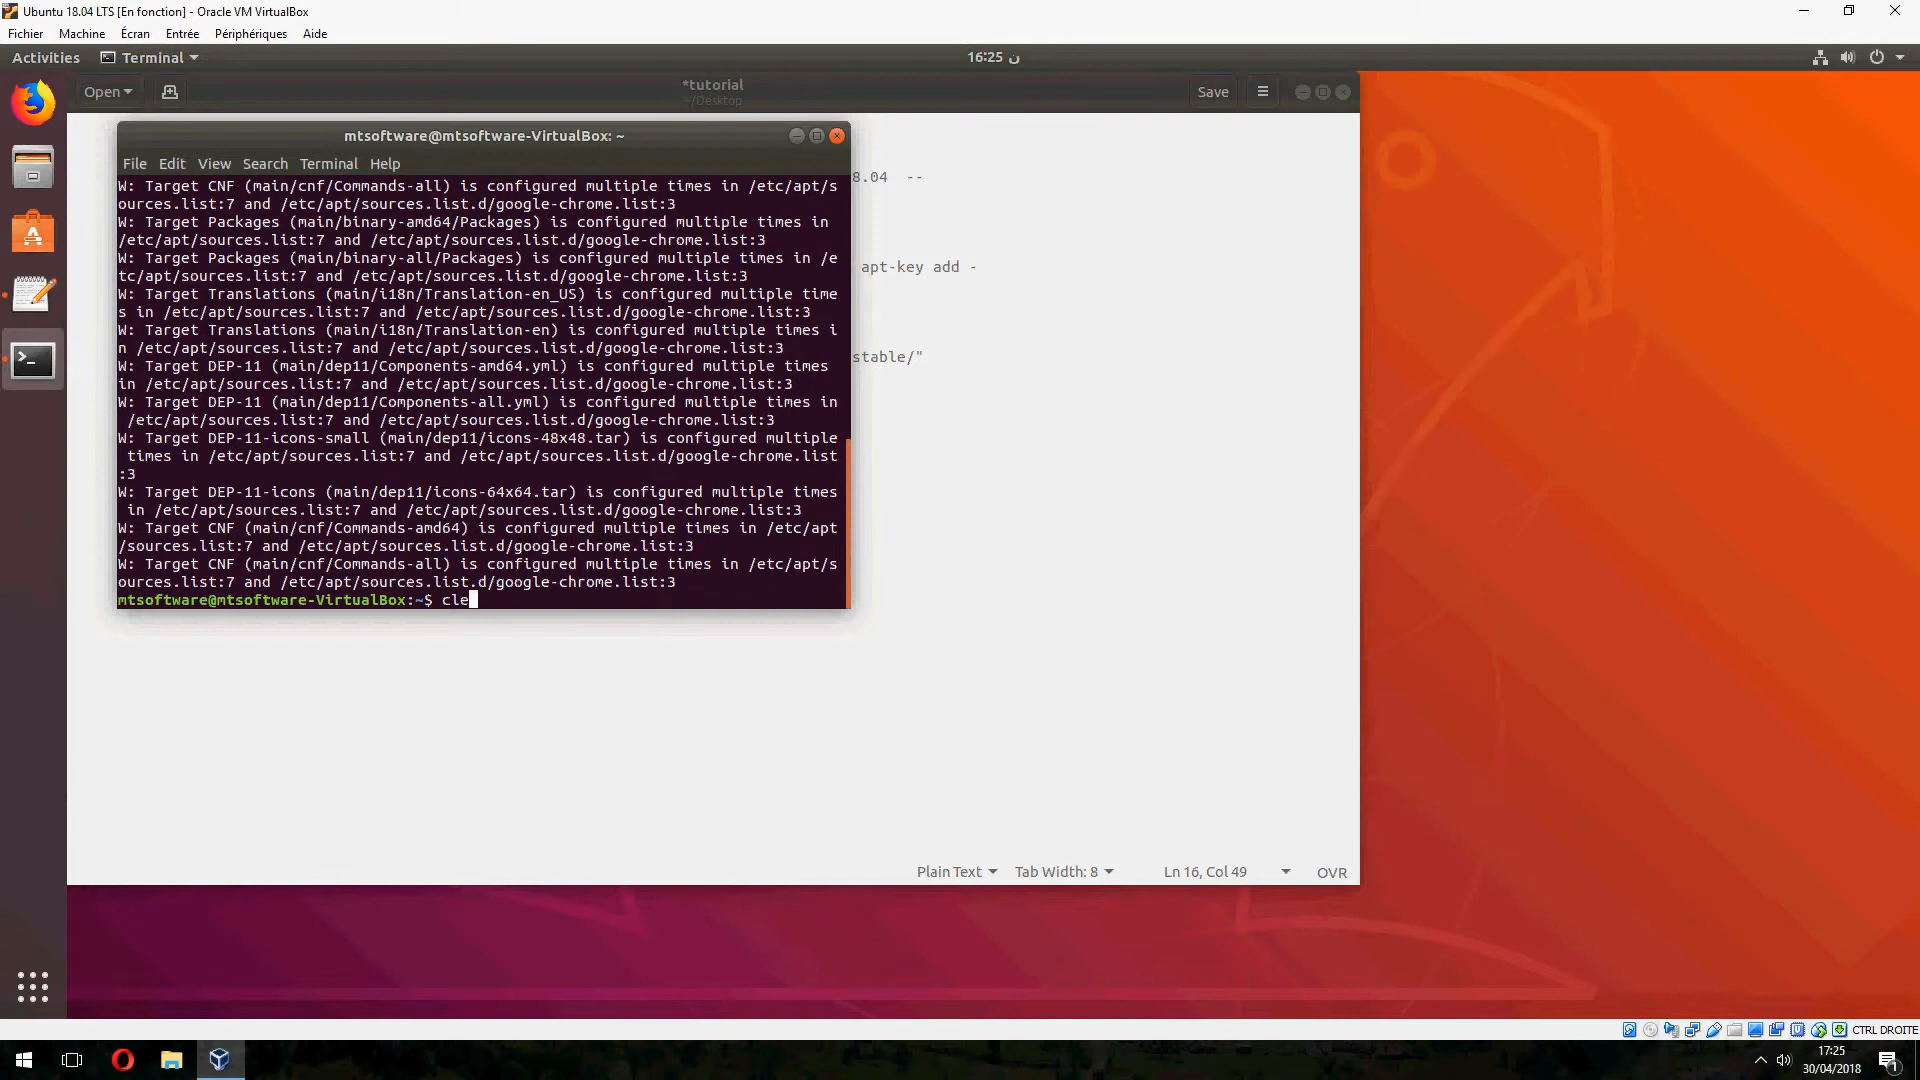 Ubuntu 18.04 LTS [En fonction] - Oracle VM VirtualBox
Fichier Machine Écran Entrée Périphériques Aide
Activities Terminal 16:25 ن
Open *tutorial Save
~/Desktop
mtsoftware@mtsoftware-VirtualBox: ~
File Edit View Search Terminal Help
W: Target CNF (main/cnf/Commands-all) is configured multiple times in /etc/apt/s
ources.list:7 and /etc/apt/sources.list.d/google-chrome.list:3
W: Target Packages (main/binary-amd64/Packages) is configured multiple times in
/etc/apt/sources.list:7 and /etc/apt/sources.list.d/google-chrome.list:3
W: Target Packages (main/binary-all/Packages) is configured multiple times in /e
tc/apt/sources.list:7 and /etc/apt/sources.list.d/google-chrome.list:3
W: Target Translations (main/i18n/Translation-en_US) is configured multiple time
s in /etc/apt/sources.list:7 and /etc/apt/sources.list.d/google-chrome.list:3
W: Target Translations (main/i18n/Translation-en) is configured multiple times i
n /etc/apt/sources.list:7 and /etc/apt/sources.list.d/google-chrome.list:3
W: Target DEP-11 (main/dep11/Components-amd64.yml) is configured multiple times
in /etc/apt/sources.list:7 and /etc/apt/sources.list.d/google-chrome.list:3
W: Target DEP-11 (main/dep11/Components-all.yml) is configured multiple times in
/etc/apt/sources.list:7 and /etc/apt/sources.list.d/google-chrome.list:3
W: Target DEP-11-icons-small (main/dep11/icons-48x48.tar) is configured multiple
times in /etc/apt/sources.list:7 and /etc/apt/sources.list.d/google-chrome.list
:3
W: Target DEP-11-icons (main/dep11/icons-64x64.tar) is configured multiple times
in /etc/apt/sources.list:7 and /etc/apt/sources.list.d/google-chrome.list:3
W: Target CNF (main/cnf/Commands-amd64) is configured multiple times in /etc/apt
/sources.list:7 and /etc/apt/sources.list.d/google-chrome.list:3
W: Target CNF (main/cnf/Commands-all) is configured multiple times in /etc/apt/s
ources.list:7 and /etc/apt/sources.list.d/google-chrome.list:3
mtsoftware@mtsoftware-VirtualBox:~$ cle
8.04 --
apt-key add -
stable/"
Plain Text Tab Width: 8 Ln 16, Col 49 OVR
CTRL DROITE
17:25
30/04/2018
1